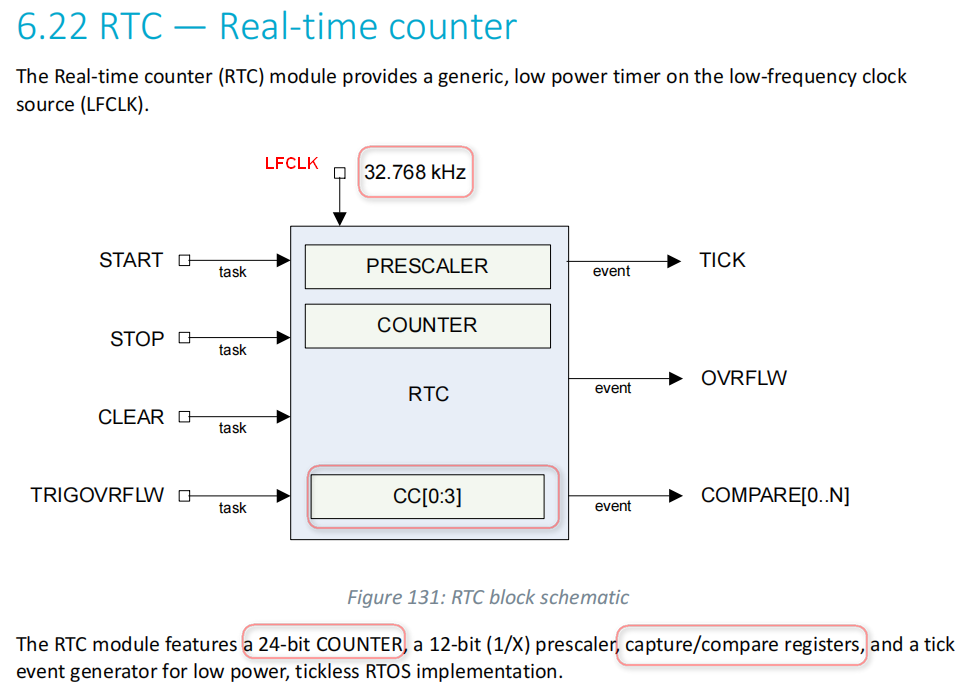 6.22 RTC — Real-time counter
The Real-time counter (RTC) module provides a generic, low power timer on the low-frequency clock
source (LFCLK).
LFCLK
32.768 kHz
START
task
PRESCALER
event
TICK
COUNTER
STOP
task
RTC
event
OVRFLW
CLEAR
task
TRIGOVRFLW
task
CC[0:3]
event
COMPARE[0..N]
Figure 131: RTC block schematic
The RTC module features a 24-bit COUNTER, a 12-bit (1/X) prescaler, capture/compare registers, and a tick
event generator for low power, tickless RTOS implementation.